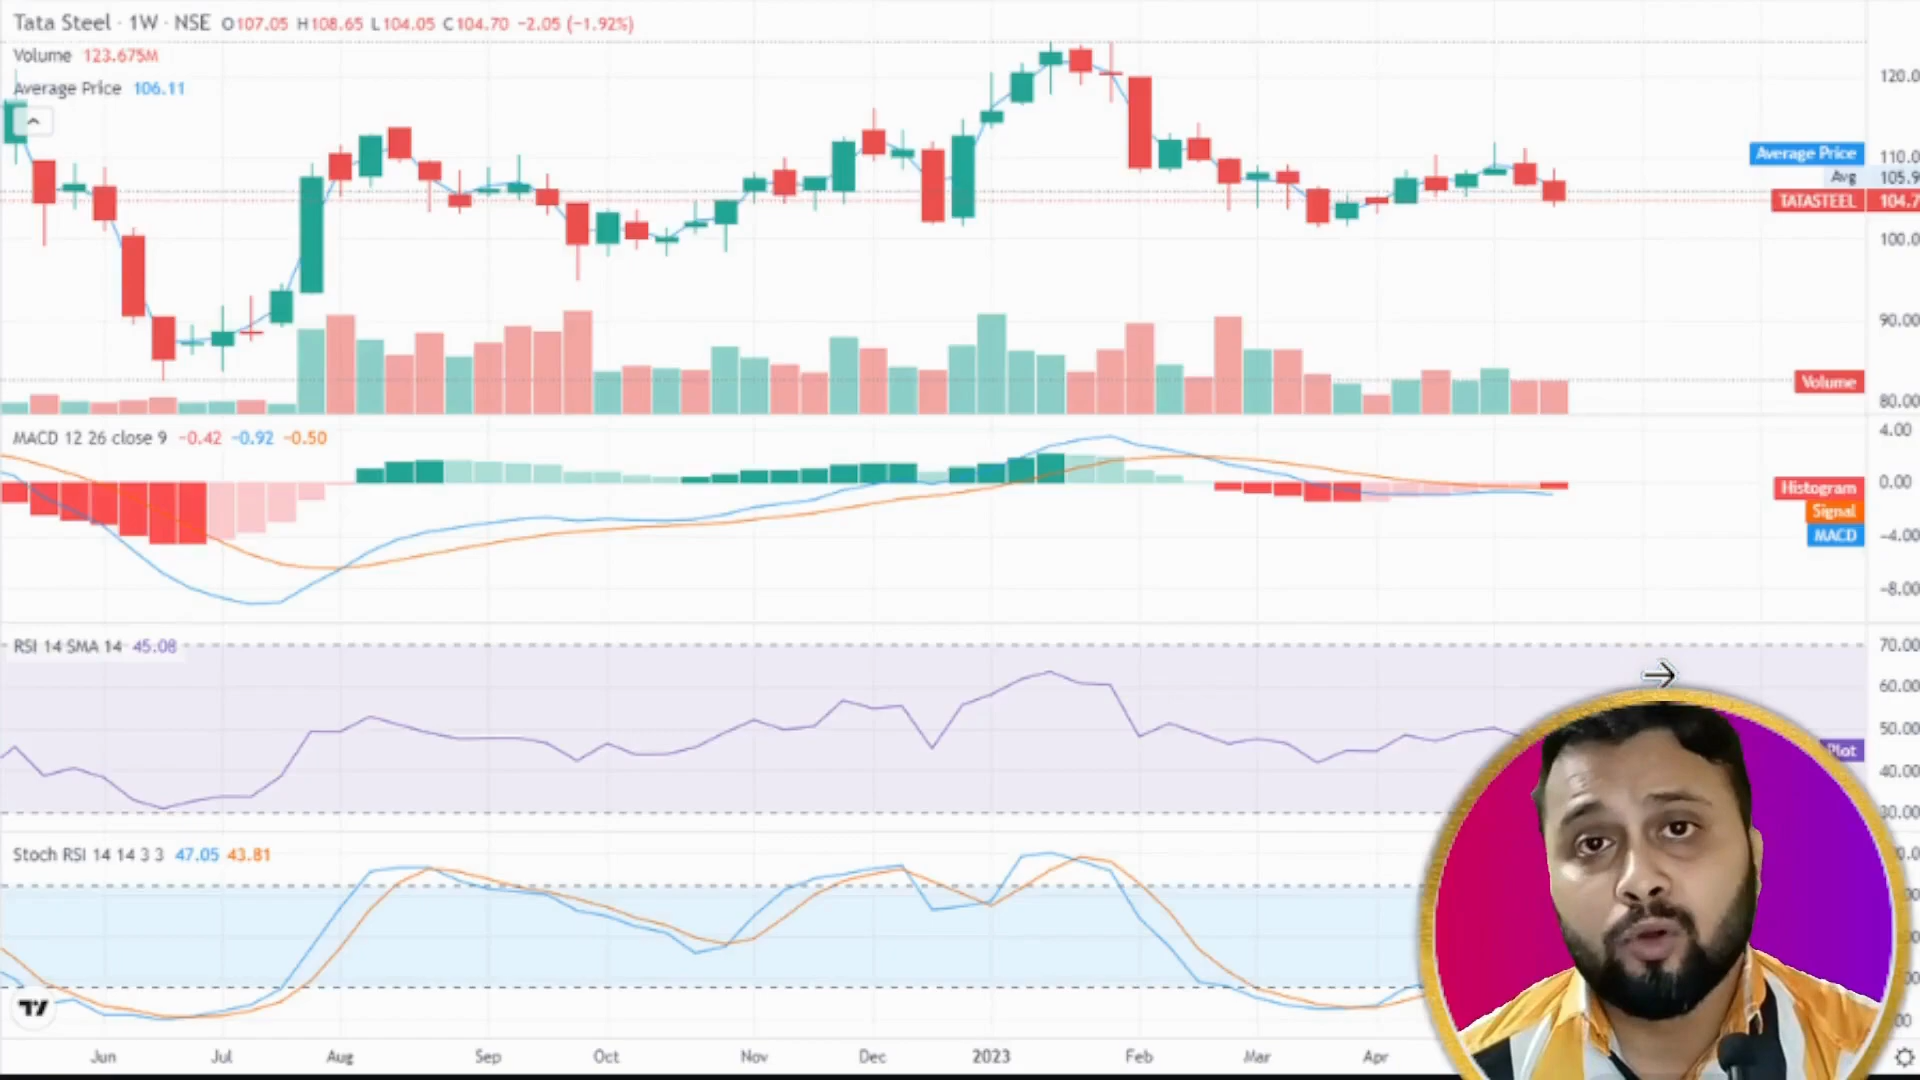 Tata Steel · 1W · NSE O107.05 H108.65 L104.05 C104.70 −2.05 (−1.92%)
Volume 123.675M
Average Price 106.11
120.0
Average Price 110.0
Avg 105.9
TATASTEEL 104.7
100.0
90.00
Volume
80.00
MACD 12 26 close 9 −0.42 −0.92 −0.50
4.00
0.00
Histogram
Signal
MACD
−4.00
−8.00
RSI 14 SMA 14 45.08
70.00
60.00
50.00
Plot
40.00
30.00
Stoch RSI 14 14 3 3 47.05 43.81
Jun Jul Aug Sep Oct Nov Dec 2023 Feb Mar Apr